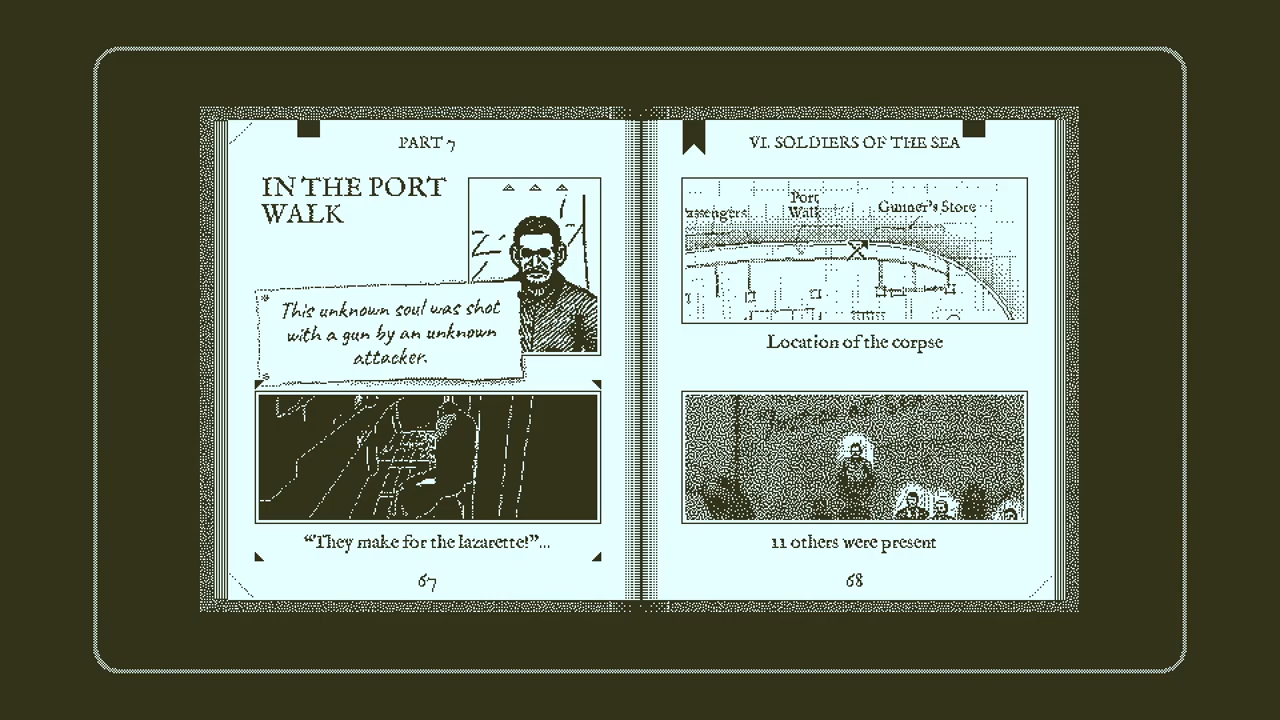 PART 7
IN THE PORT
WALK
This unknown soul was shot
with a gun by an unknown
attacker.
"They make for the lazarette!"...
67
VI. SOLDIERS OF THE SEA
Port
Walk
Gunner's Store
assengers
Location of the corpse
11 others were present
68